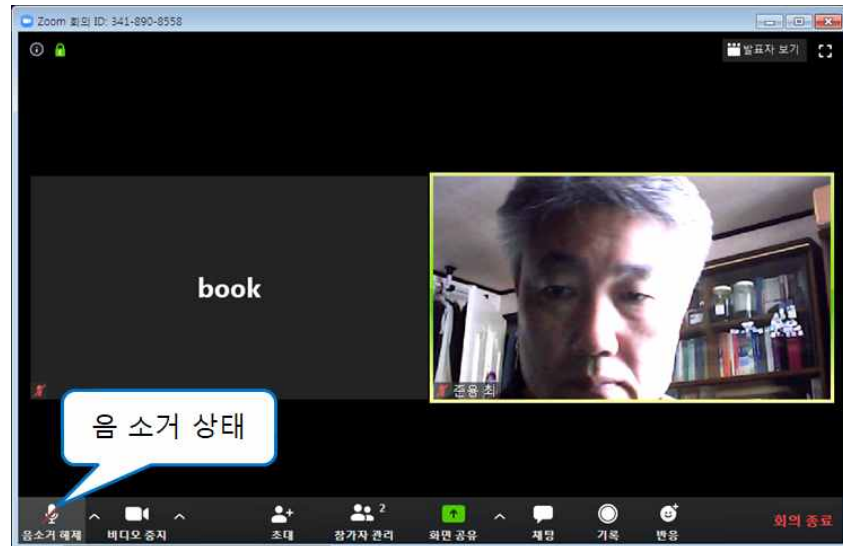 Zoom 회의 ID: 341-890-8558
발표자 보기
book
준용 최
음 소거 상태
2
음소거 해제 비디오 중지 초대 참가자 관리 화면 공유 채팅 기록 반응 회의 종료